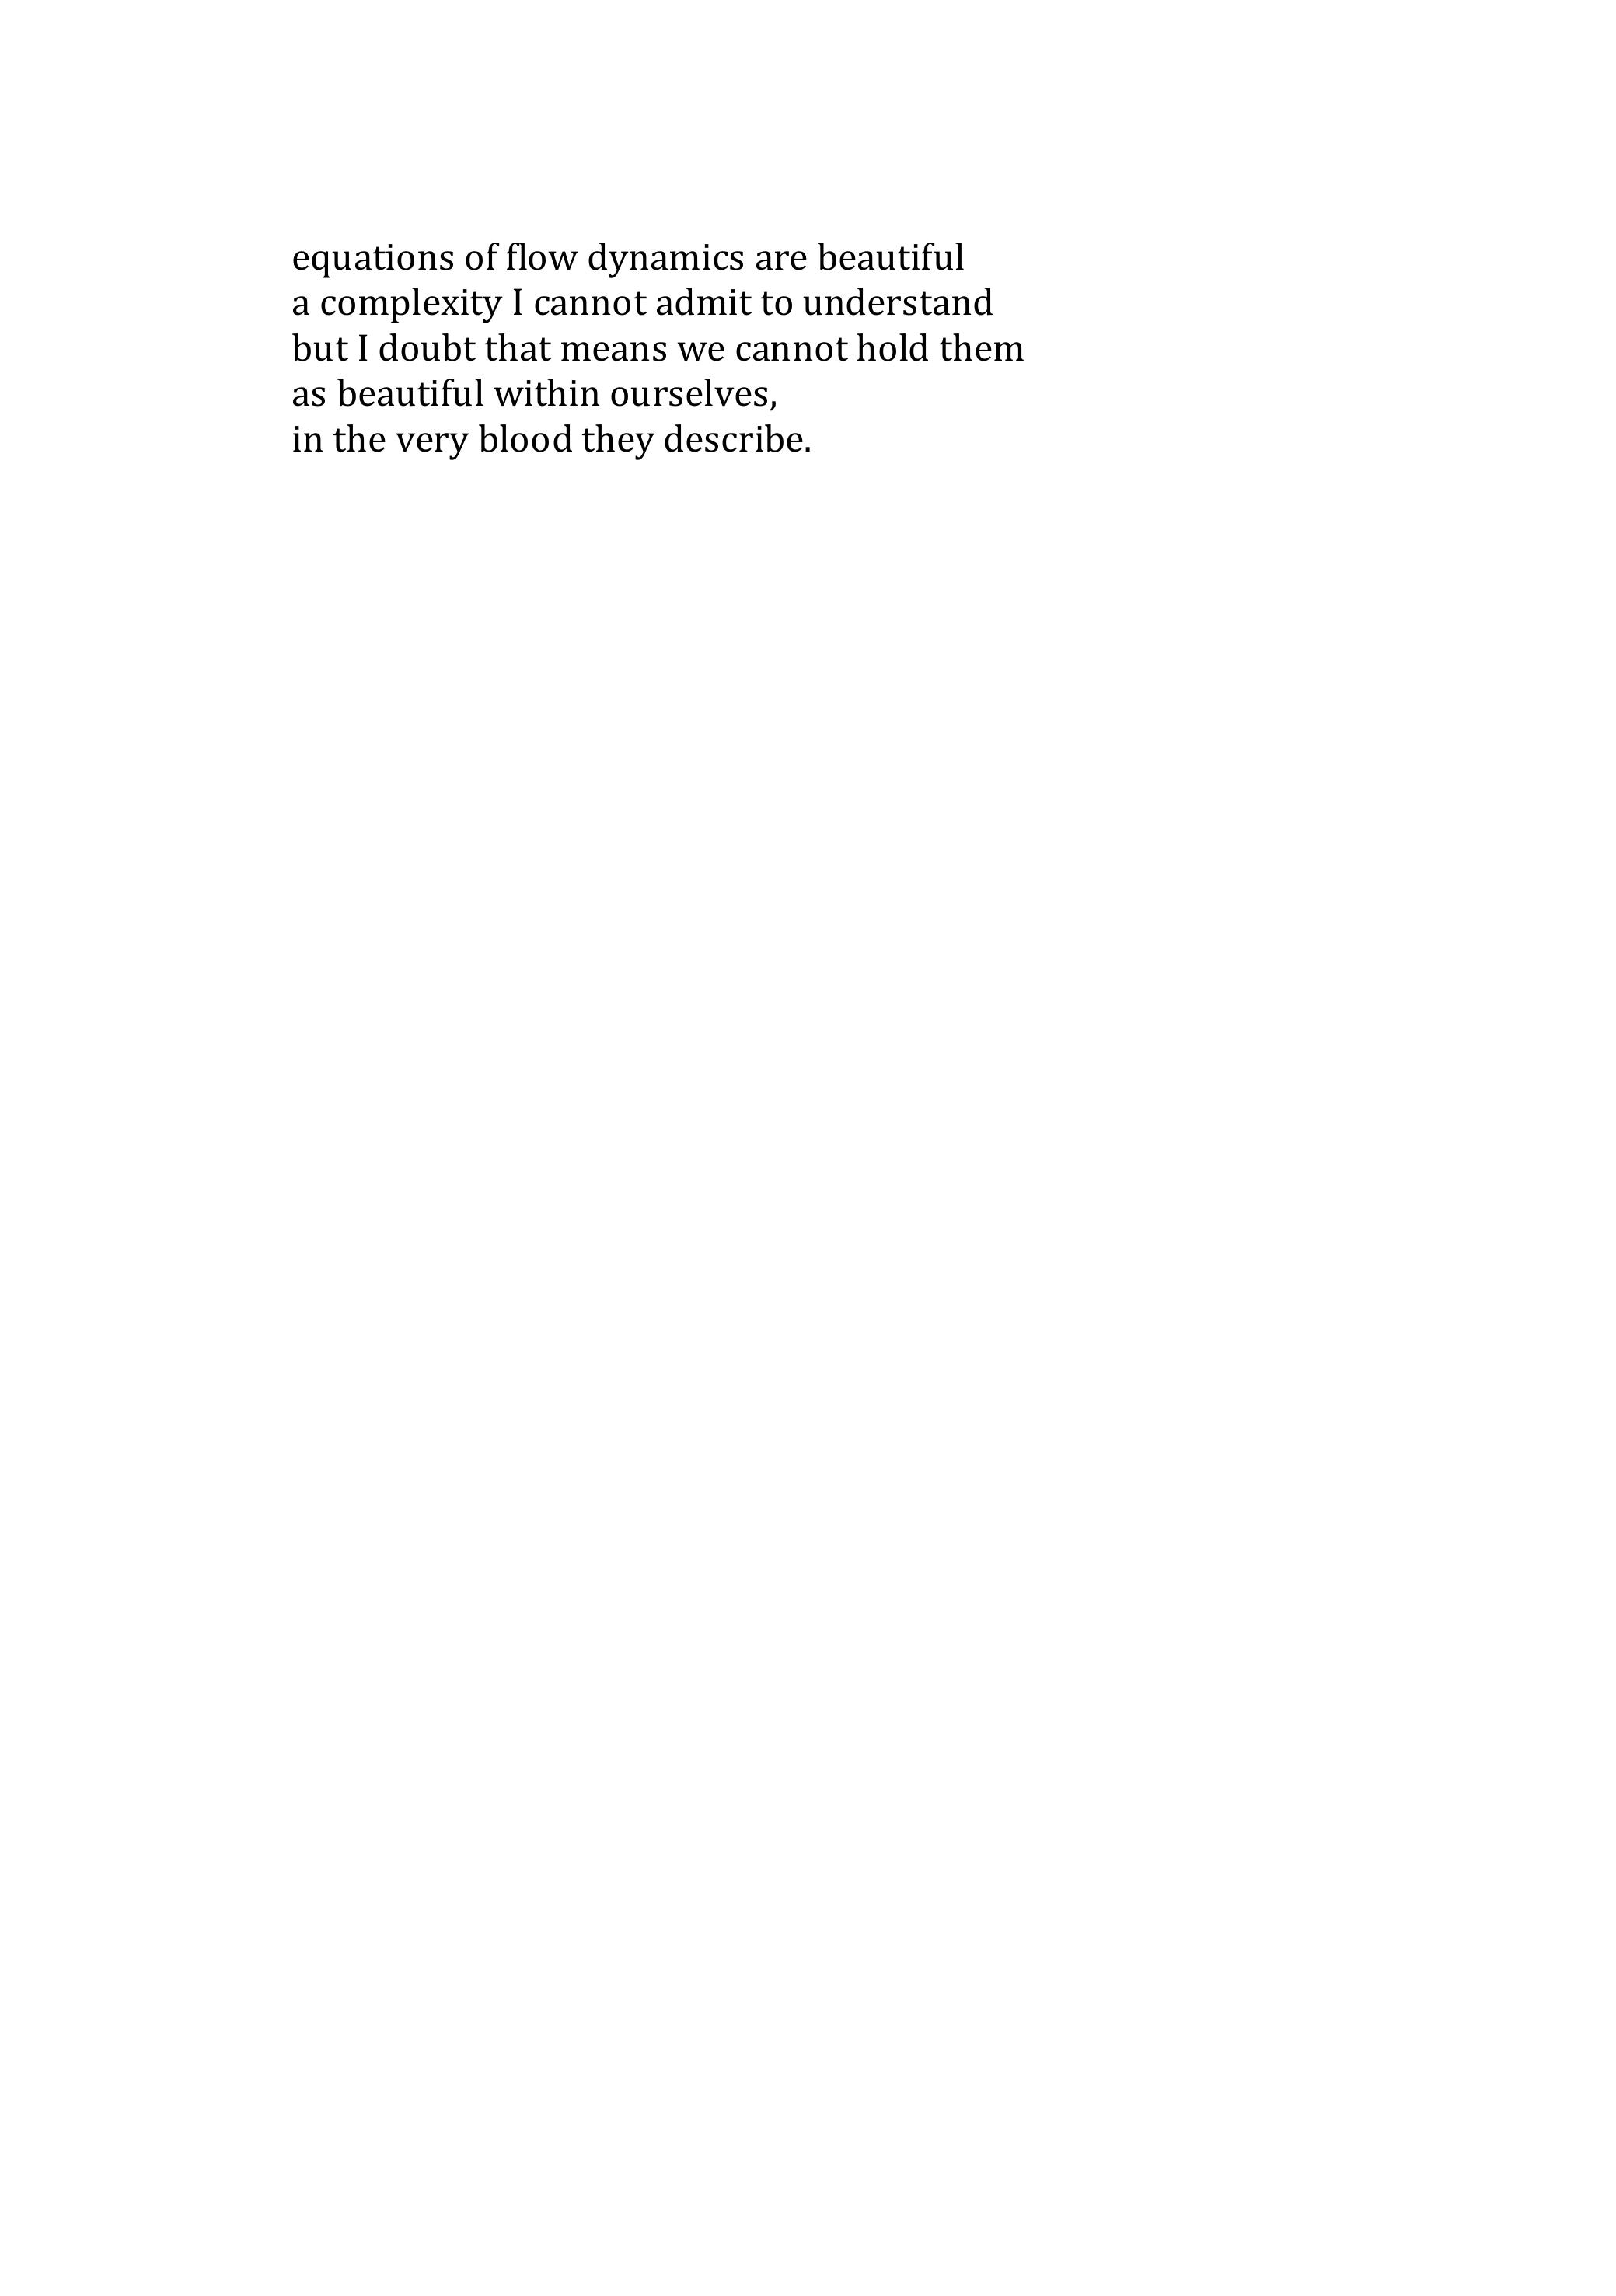 equations of flow dynamics are beautiful
a complexity I cannot admit to understand
but I doubt that means we cannot hold them
as beautiful within ourselves,
in the very blood they describe.